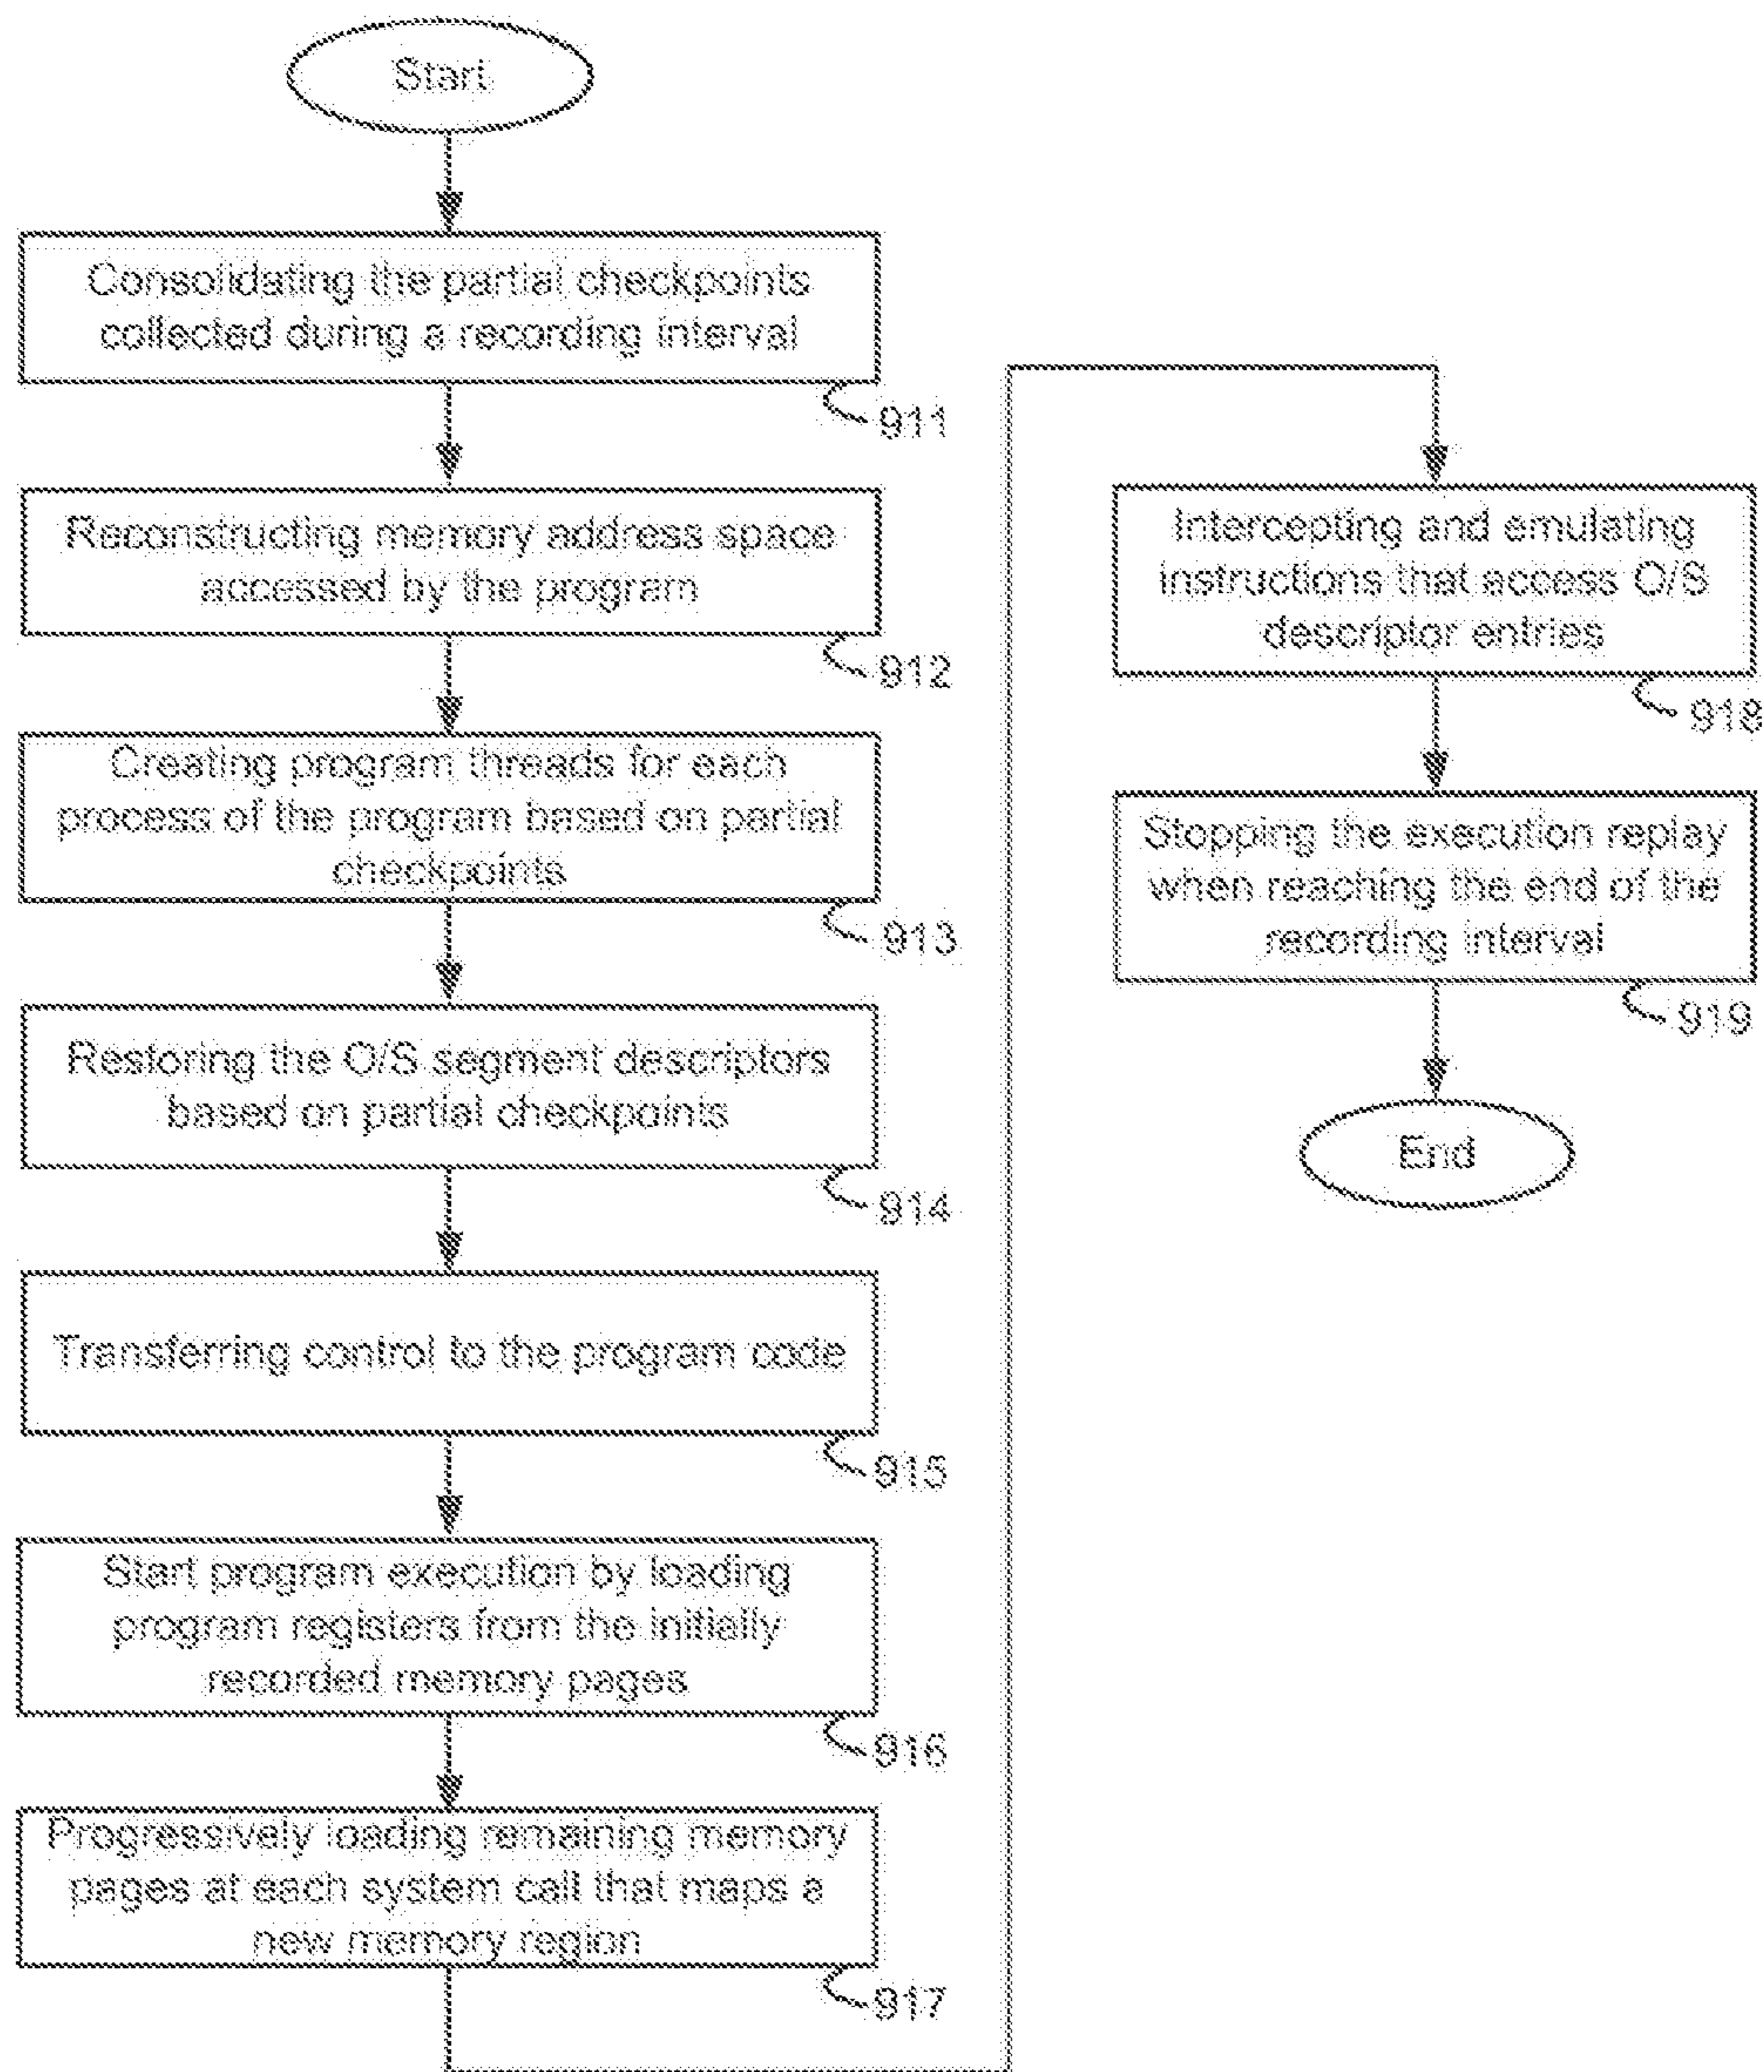 Start
Consolidating the partial checkpoints
collected during a recording interval
911
Reconstructing memory address space
accessed by the program
912
Creating program threads for each
process of the program based on partial
checkpoints
913
Restoring the O/S segment descriptors
based on partial checkpoints
914
Transferring control to the program code
915
Start program execution by loading
program registers from the initially
recorded memory pages
916
Progressively loading remaining memory
pages at each system call that maps a
new memory region
917
Intercepting and emulating
instructions that access O/S
descriptor entries
918
Stopping the execution replay
when reaching the end of the
recording interval
919
End